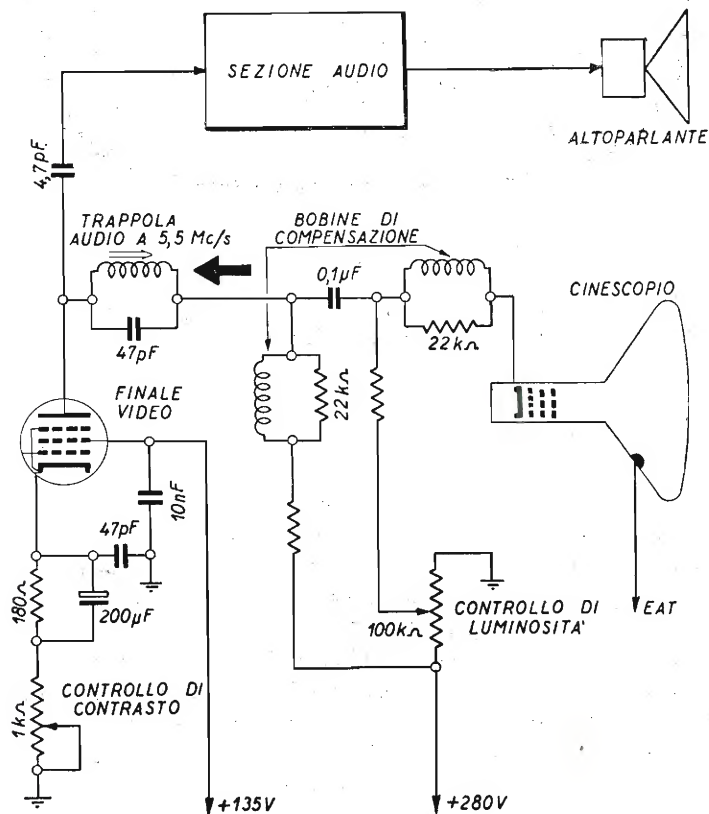 SEZIONE AUDIO
ALTOPARLANTE
4,7pF
TRAPPOLA
AUDIO A 5,5 Mc/s
BOBINE DI
COMPENSAZIONE
0,1µF
CINESCOPIO
47pF
22kΩ
22kΩ
FINALE
VIDEO
10nF
47pF
180Ω
200µF
100kΩ
CONTROLLO DI
LUMINOSITA'
EAT
CONTROLLO DI
CONTRASTO
1kΩ
+135V
+280V